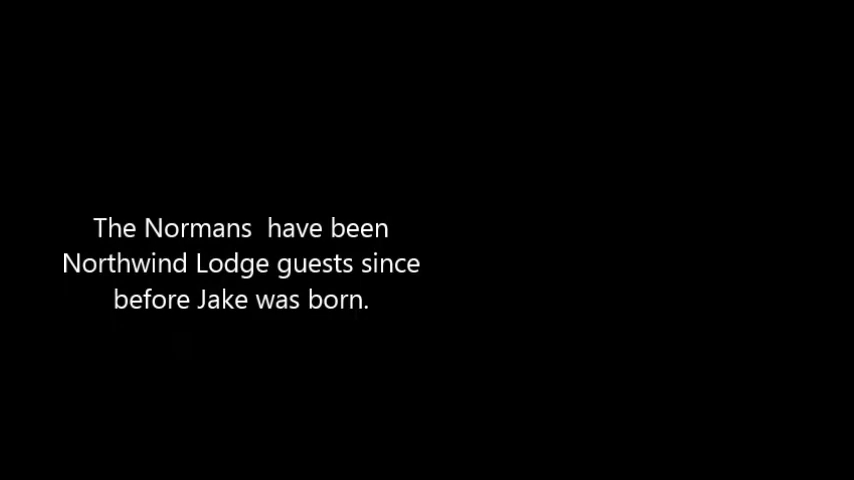 The Normans  have been
Northwind Lodge guests since
before Jake was born.